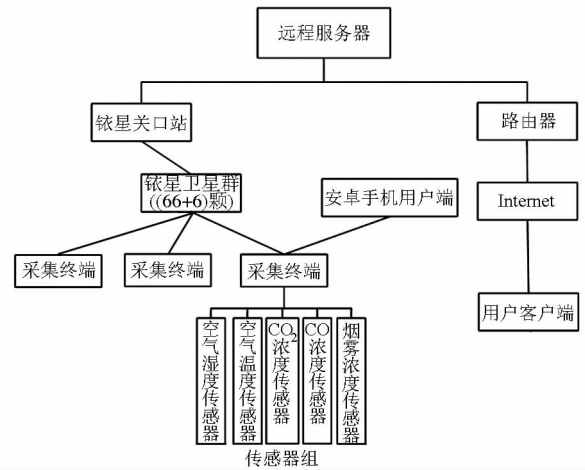 远程服务器
铱星关口站
路由器
铱星卫星群
((66+6)颗)
安卓手机用户端
Internet
采集终端
采集终端
采集终端
用户客户端
空气湿度传感器
空气温度传感器
CO2浓度传感器
CO浓度传感器
烟雾浓度传感器
传感器组